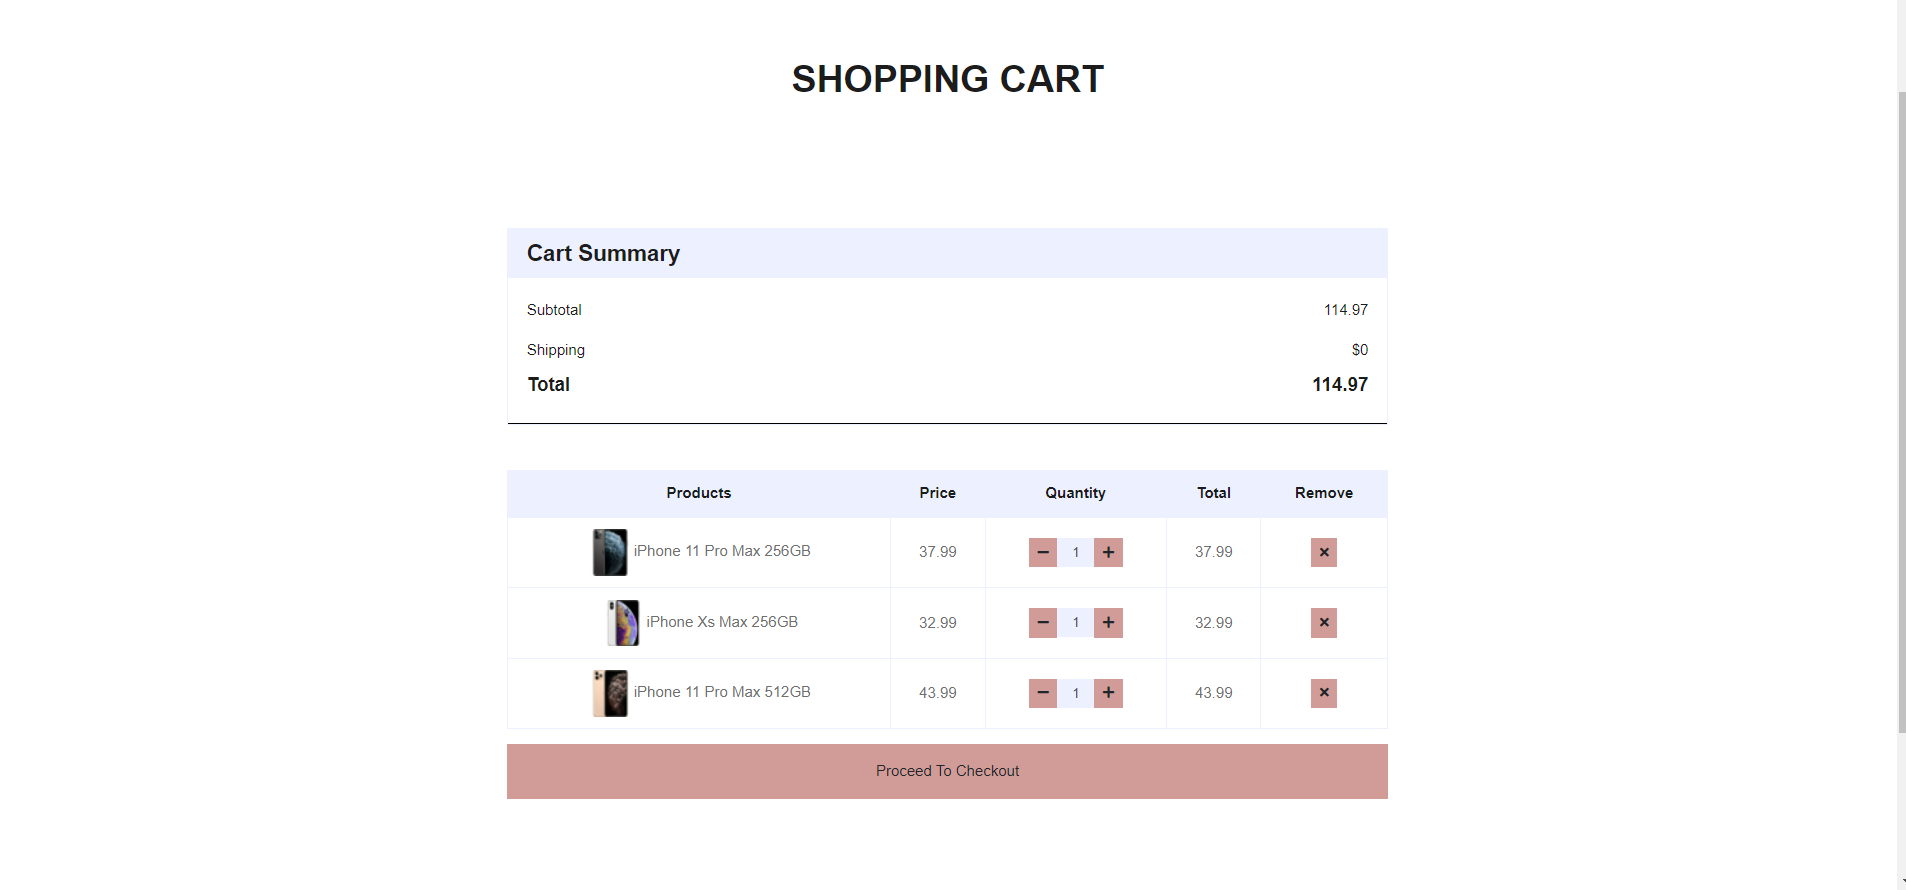 SHOPPING CART
Cart Summary
Subtotal 114.97
Shipping $0
Total 114.97
Products Price Quantity Total Remove
iPhone 11 Pro Max 256GB 37.99 − 1 + 37.99 ×
iPhone Xs Max 256GB 32.99 − 1 + 32.99 ×
iPhone 11 Pro Max 512GB 43.99 − 1 + 43.99 ×
Proceed To Checkout